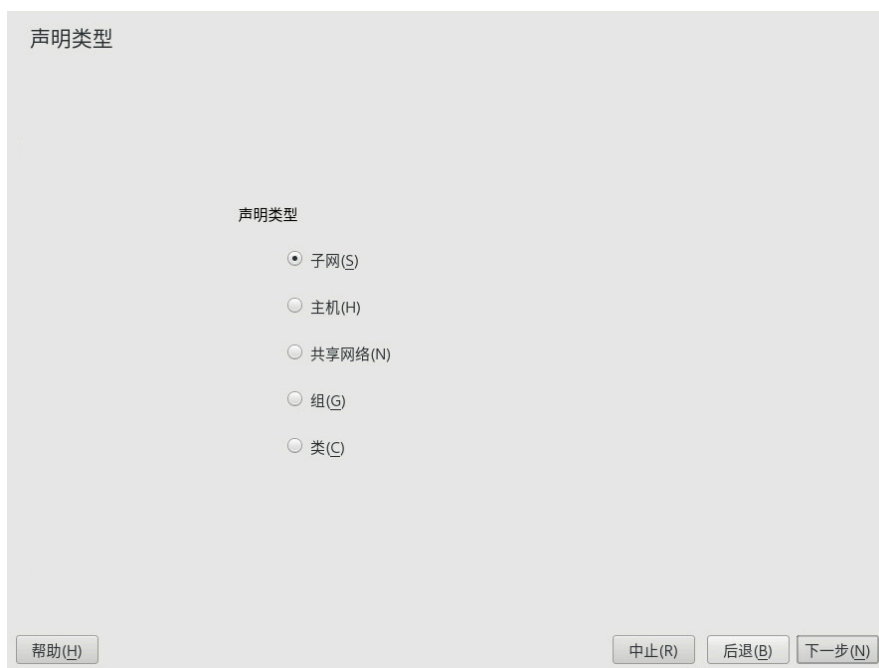 声明类型
声明类型
子网(S)
主机(H)
共享网络(N)
组(G)
类(C)
帮助(H) 中止(R) 后退(B) 下一步(N)